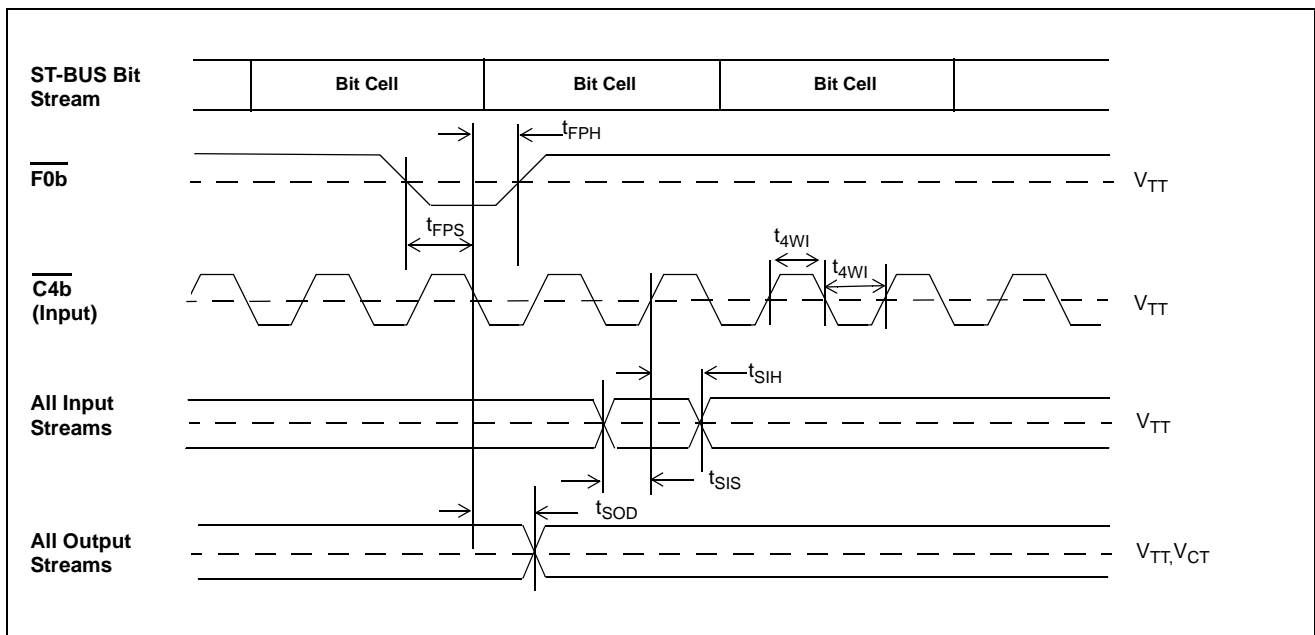 ST-BUS Bit
Stream
Bit Cell
Bit Cell
Bit Cell
tFPH
F0b
VTT
tFPS
t4WI
t4WI
C4b
(Input)
VTT
tSIH
All Input
Streams
VTT
tSIS
tSOD
All Output
Streams
VTT,VCT